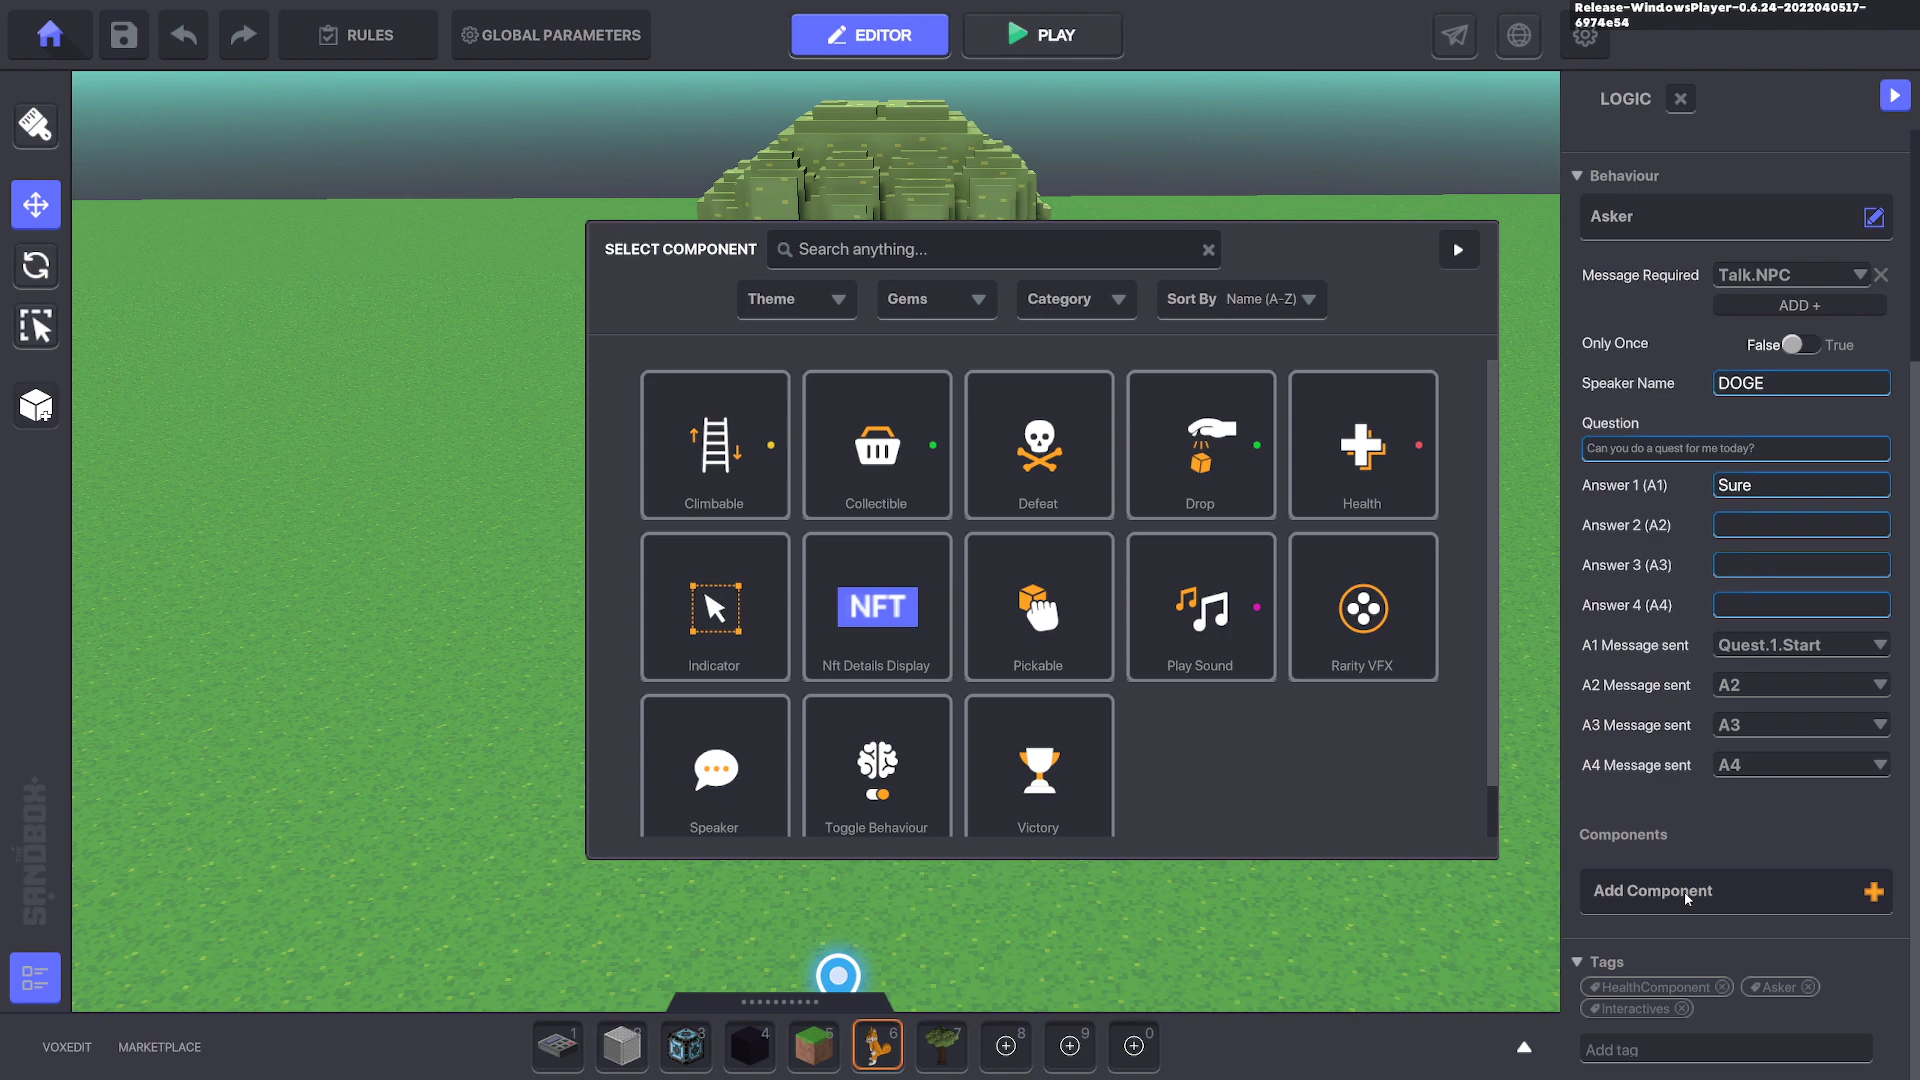 Release-WindowsPlayer-0.6.24-2022040517-
6974e54
RULES
GLOBAL PARAMETERS
EDITOR
PLAY
LOGIC
Behaviour
Asker
Message Required Talk.NPC
ADD +
Only Once False True
Speaker Name DOGE
Question
Can you do a quest for me today?
Answer 1 (A1) Sure
Answer 2 (A2)
Answer 3 (A3)
Answer 4 (A4)
A1 Message sent Quest.1.Start
A2 Message sent A2
A3 Message sent A3
A4 Message sent A4
Components
Add Component
Tags
HealthComponent Asker
Interactives
Add tag
SELECT COMPONENT Search anything...
Theme Gems Category Sort By Name (A-Z)
Climbable Collectible Defeat Drop Health
NFT
Indicator Nft Details Display Pickable Play Sound Rarity VFX
Speaker Toggle Behaviour Victory
THE SANDBOX
VOXEDIT MARKETPLACE
1 2 3 4 5 6 7 8 9 0